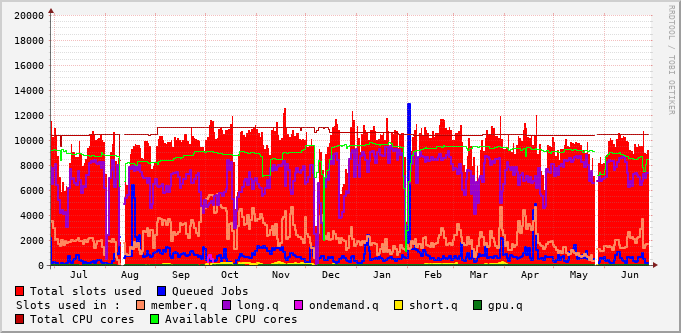 20000
18000
16000
14000
12000
10000
8000
6000
4000
2000
0
Jul Aug Sep Oct Nov Dec Jan Feb Mar Apr May Jun
RRDTOOL / TOBI OETIKER
Total slots used Queued Jobs
Slots used in : member.q long.q ondemand.q short.q gpu.q
Total CPU cores Available CPU cores